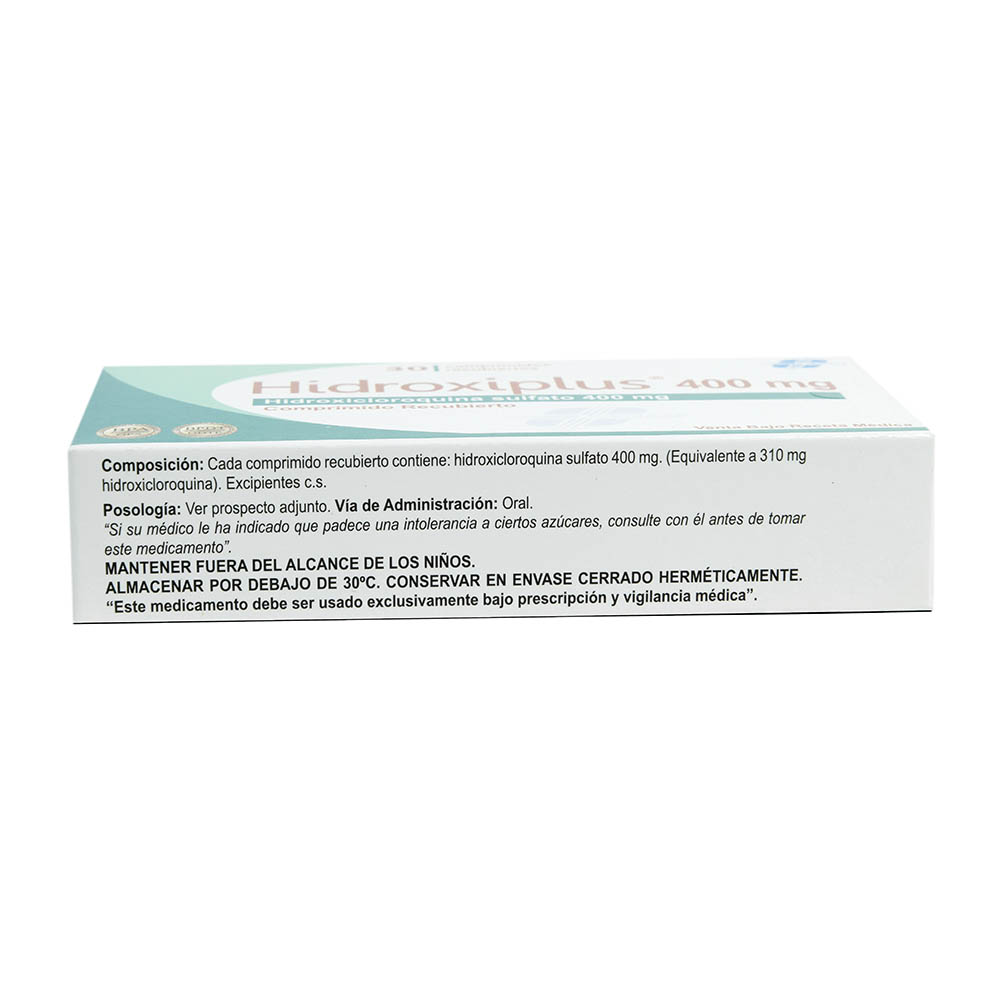 30 comprimidos
recubiertos
Hidroxiplus® 400 mg
Hidroxicloroquina sulfato 400 mg
Comprimido Recubierto
Venta Bajo Receta Médica
Composición: Cada comprimido recubierto contiene: hidroxicloroquina sulfato 400 mg. (Equivalente a 310 mg
hidroxicloroquina). Excipientes c.s.
Posología: Ver prospecto adjunto. Vía de Administración: Oral.
“Si su médico le ha indicado que padece una intolerancia a ciertos azúcares, consulte con él antes de tomar
este medicamento”.
MANTENER FUERA DEL ALCANCE DE LOS NIÑOS.
ALMACENAR POR DEBAJO DE 30ºC. CONSERVAR EN ENVASE CERRADO HERMÉTICAMENTE.
“Este medicamento debe ser usado exclusivamente bajo prescripción y vigilancia médica”.